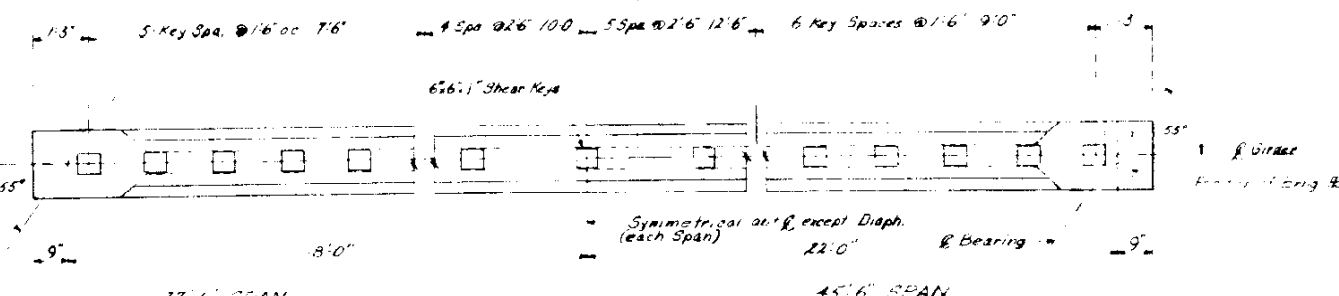 1'3" 5 Key Spa. @ 1'6" oc 7'6" 4 Spa @ 2'6" 10'0 5 Spa @ 2'6" 12'6" 6 Key Spaces @ 1'6" 9'0" 1'3
6"x6"x1" Shear Keys
55°
55°
℄ Girder
Symmetrical abt ℄ except Diaph.
(each Span)
℄ Bearing
9" 8'0" 22'0" 9"
SPAN 45'6" SPAN